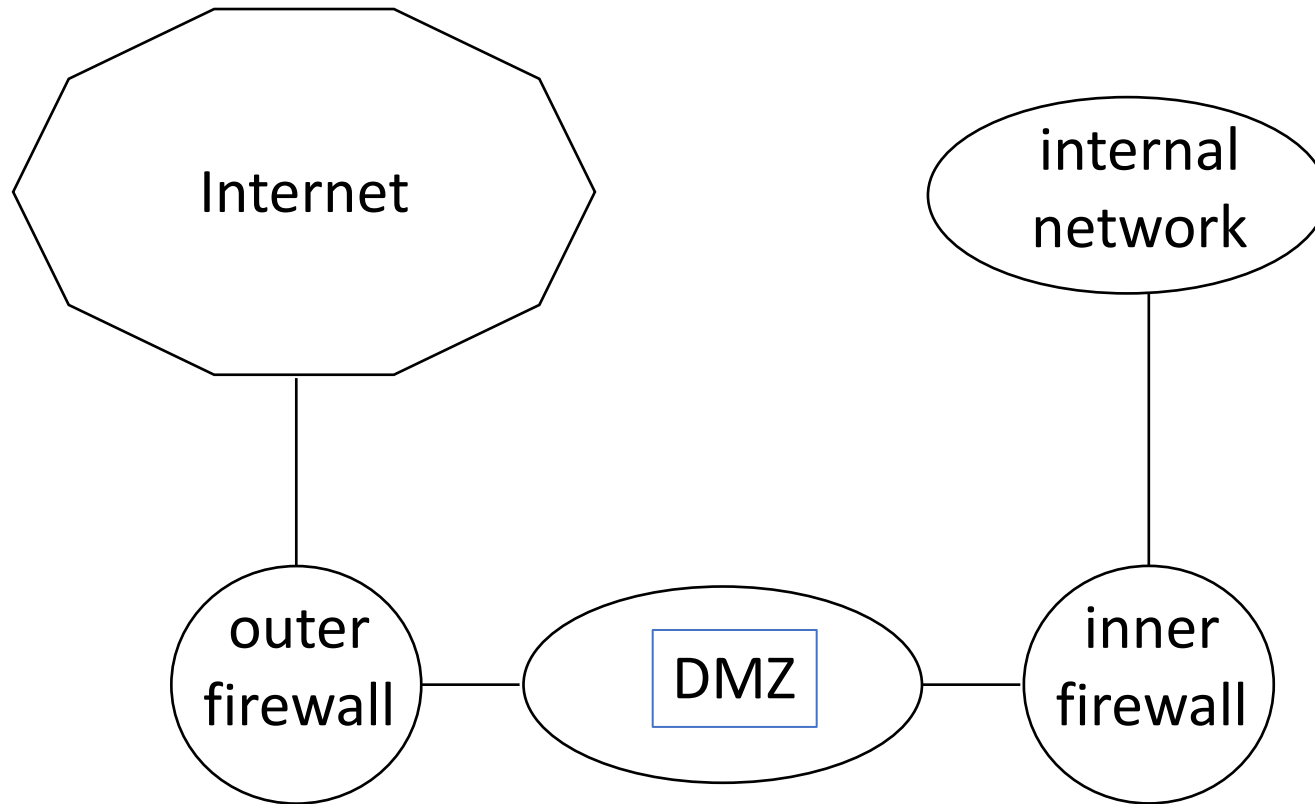 Internet
internal
network
outer
firewall
DMZ
inner
firewall